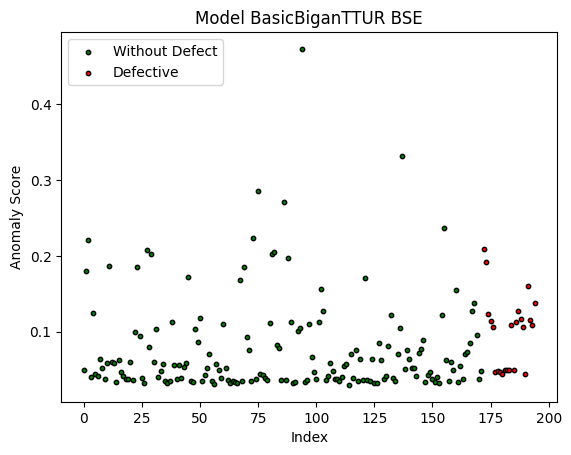 Model BasicBiganTTUR BSE
Without Defect
Defective
Anomaly Score
0.4
0.3
0.2
0.1
0 25 50 75 100 125 150 175 200
Index